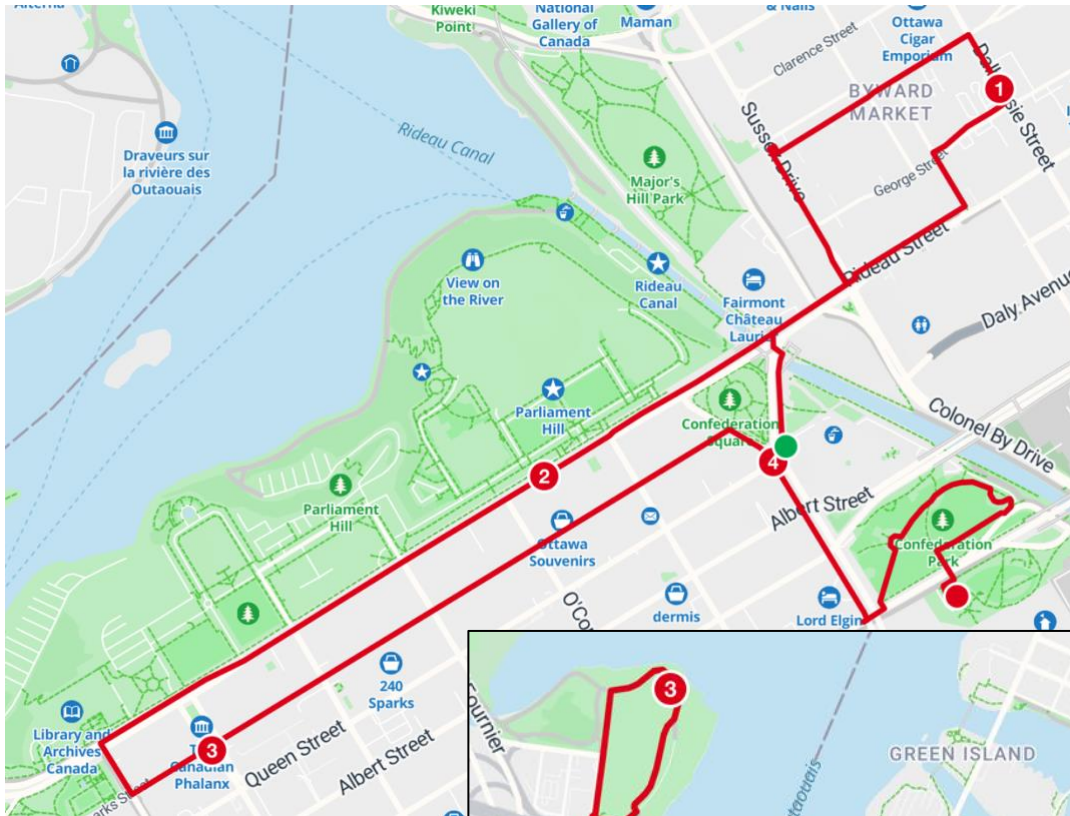 Kiweki
Point
National
Gallery of
Canada
Maman
& Nails
Ottawa
Cigar
Emporium
Clarence Street
BYWARD
MARKET
1
Draveurs sur
la rivière des
Outaouais
Rideau Canal
Sussex Drive
Major's
Hill Park
George Street
View on
the River
Rideau
Canal
Fairmont
Château
Rideau Street
Daly Avenue
Parliament
Hill
Confederation
Square
Colonel By Drive
2
4
Parliament
Hill
Albert Street
Ottawa
Souvenirs
Confederation
Park
dermis
Lord Elgin
240
Sparks
Library and
Archives
Canada
3
Canadian
Phalanx
Queen Street
Albert Street
3
GREEN ISLAND